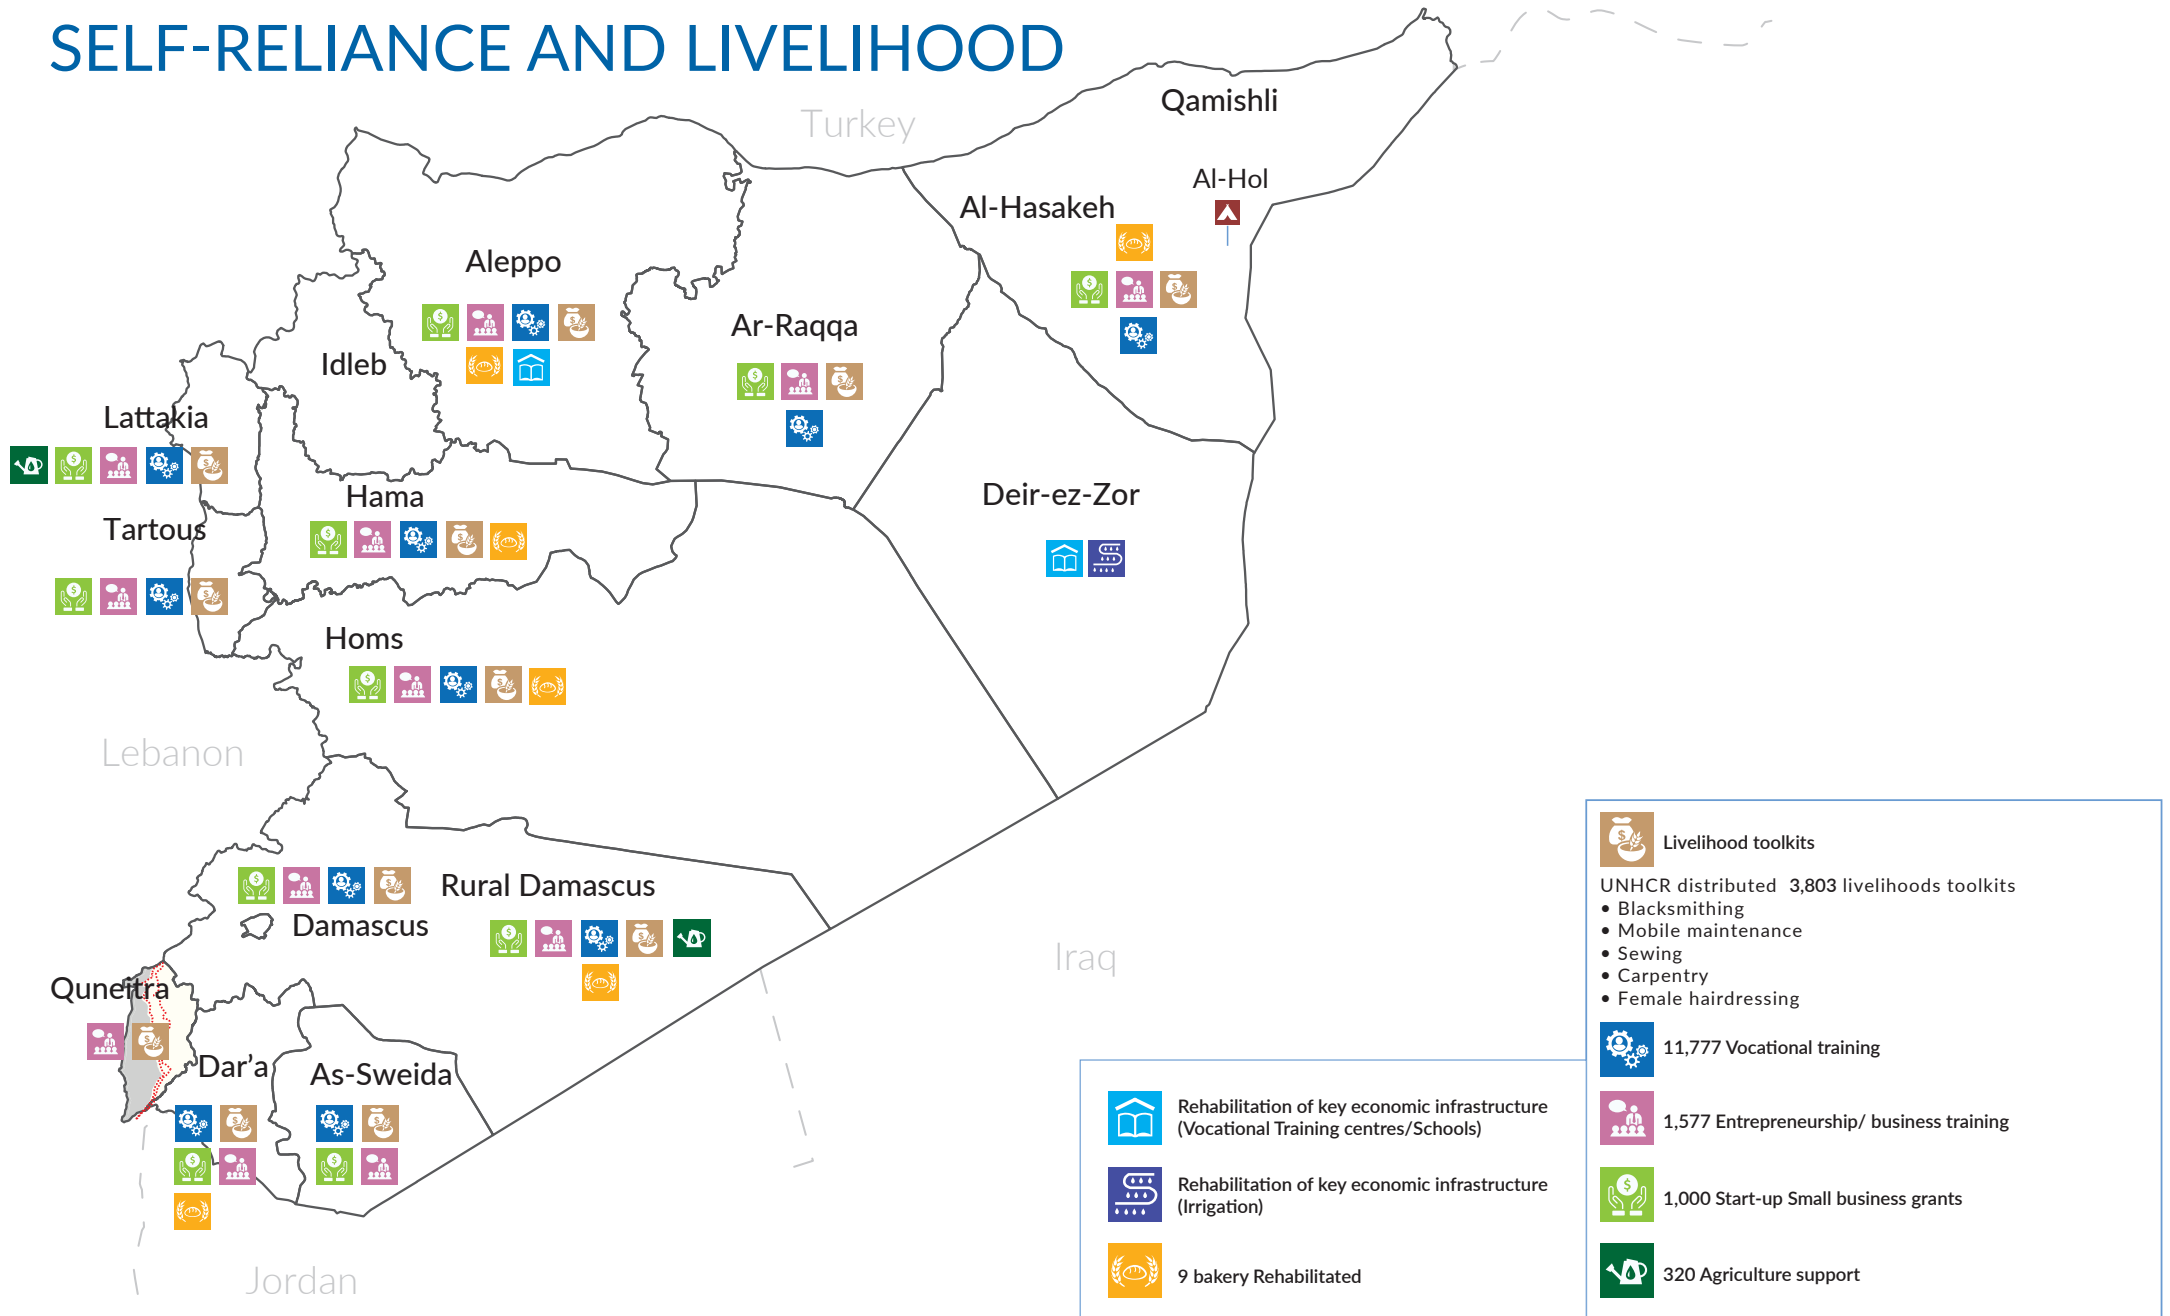 SELF-RELIANCE AND LIVELIHOOD
Turkey
Qamishli
Al-Hol
Al-Hasakeh
Aleppo
Ar-Raqqa
Idleb
Lattakia
Hama
Deir-ez-Zor
Tartous
Homs
Lebanon
Rural Damascus
Damascus
Iraq
Quneitra
Dar’a
As-Sweida
Jordan
Livelihood toolkits
UNHCR distributed 3,803 livelihoods toolkits
• Blacksmithing
• Mobile maintenance
• Sewing
• Carpentry
• Female hairdressing
11,777 Vocational training
1,577 Entrepreneurship/ business training
1,000 Start-up Small business grants
320 Agriculture support
Rehabilitation of key economic infrastructure
(Vocational Training centres/Schools)
Rehabilitation of key economic infrastructure
(Irrigation)
9 bakery Rehabilitated